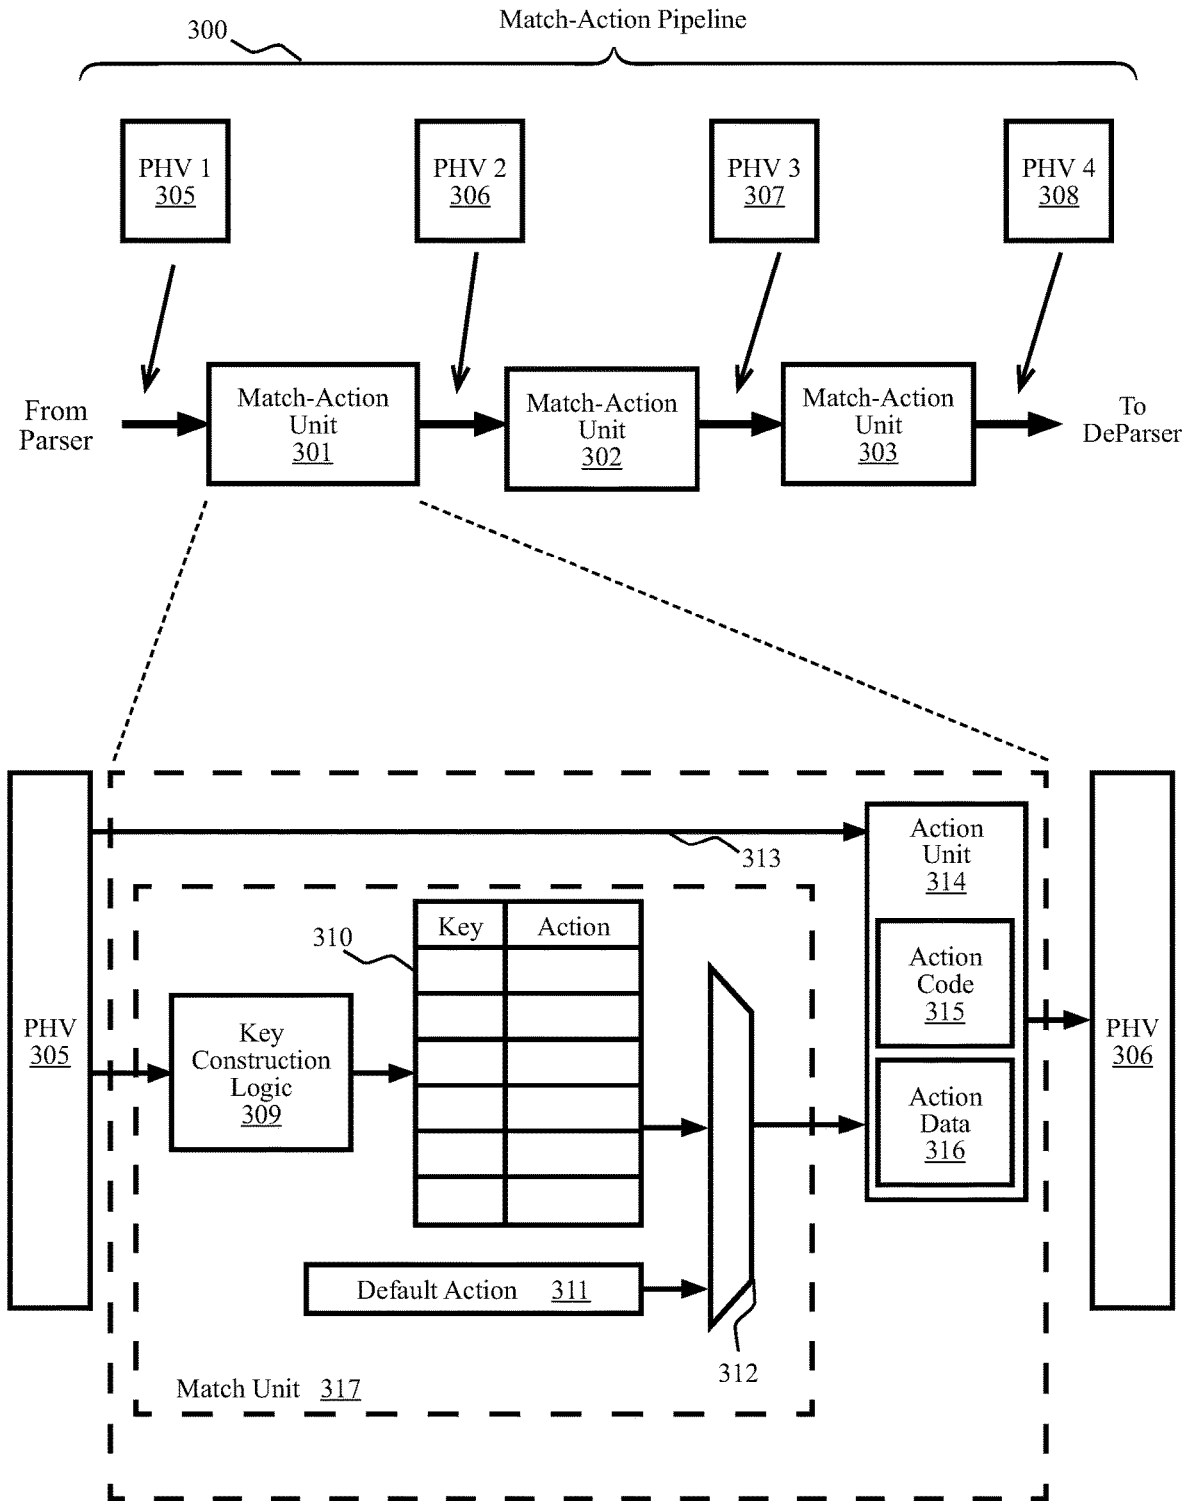 Match-Action Pipeline
300
PHV 1
305
PHV 2
306
PHV 3
307
PHV 4
308
From
Parser
Match-Action
Unit
301
Match-Action
Unit
302
Match-Action
Unit
303
To
DeParser
PHV
305
313
Action
Unit
314
Key
Action
310
Key
Construction
Logic
309
Action
Code
315
Action
Data
316
PHV
306
Default Action 311
312
Match Unit 317